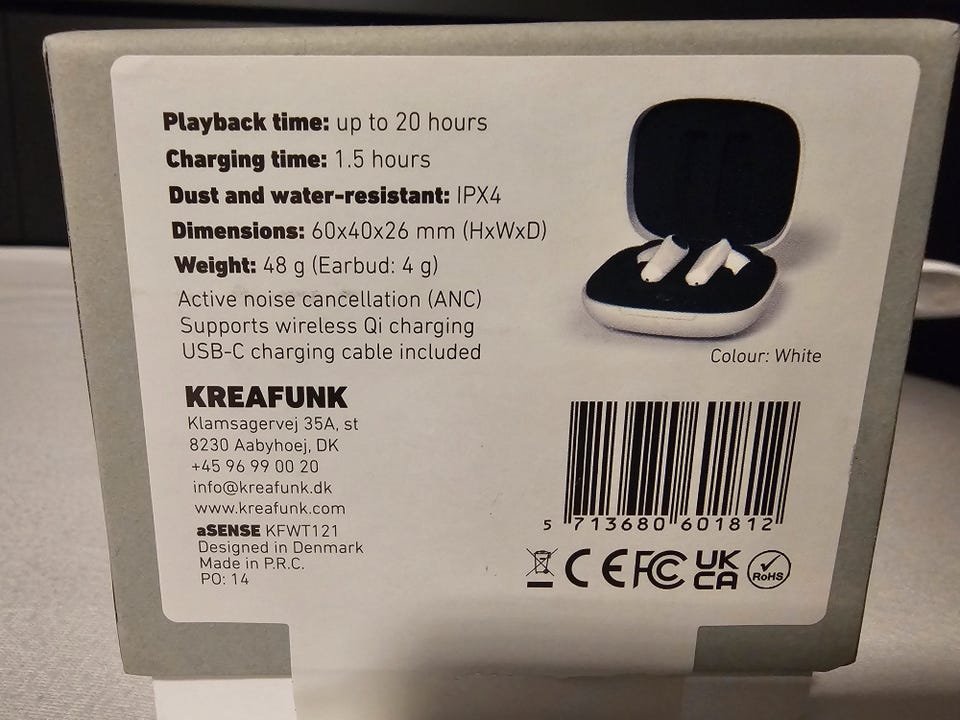 Playback time: up to 20 hours
Charging time: 1.5 hours
Dust and water-resistant: IPX4
Dimensions: 60x40x26 mm (HxWxD)
Weight: 48 g (Earbud: 4 g)
Active noise cancellation (ANC)
Supports wireless Qi charging
USB-C charging cable included
Colour: White
KREAFUNK
Klamsagervej 35A, st
8230 Aabyhoej, DK
+45 96 99 00 20
info@kreafunk.dk
www.kreafunk.com
aSENSE KFWT121
Designed in Denmark
Made in P.R.C.
PO: 14
5 713680 601812
CE FC UK CA RoHS